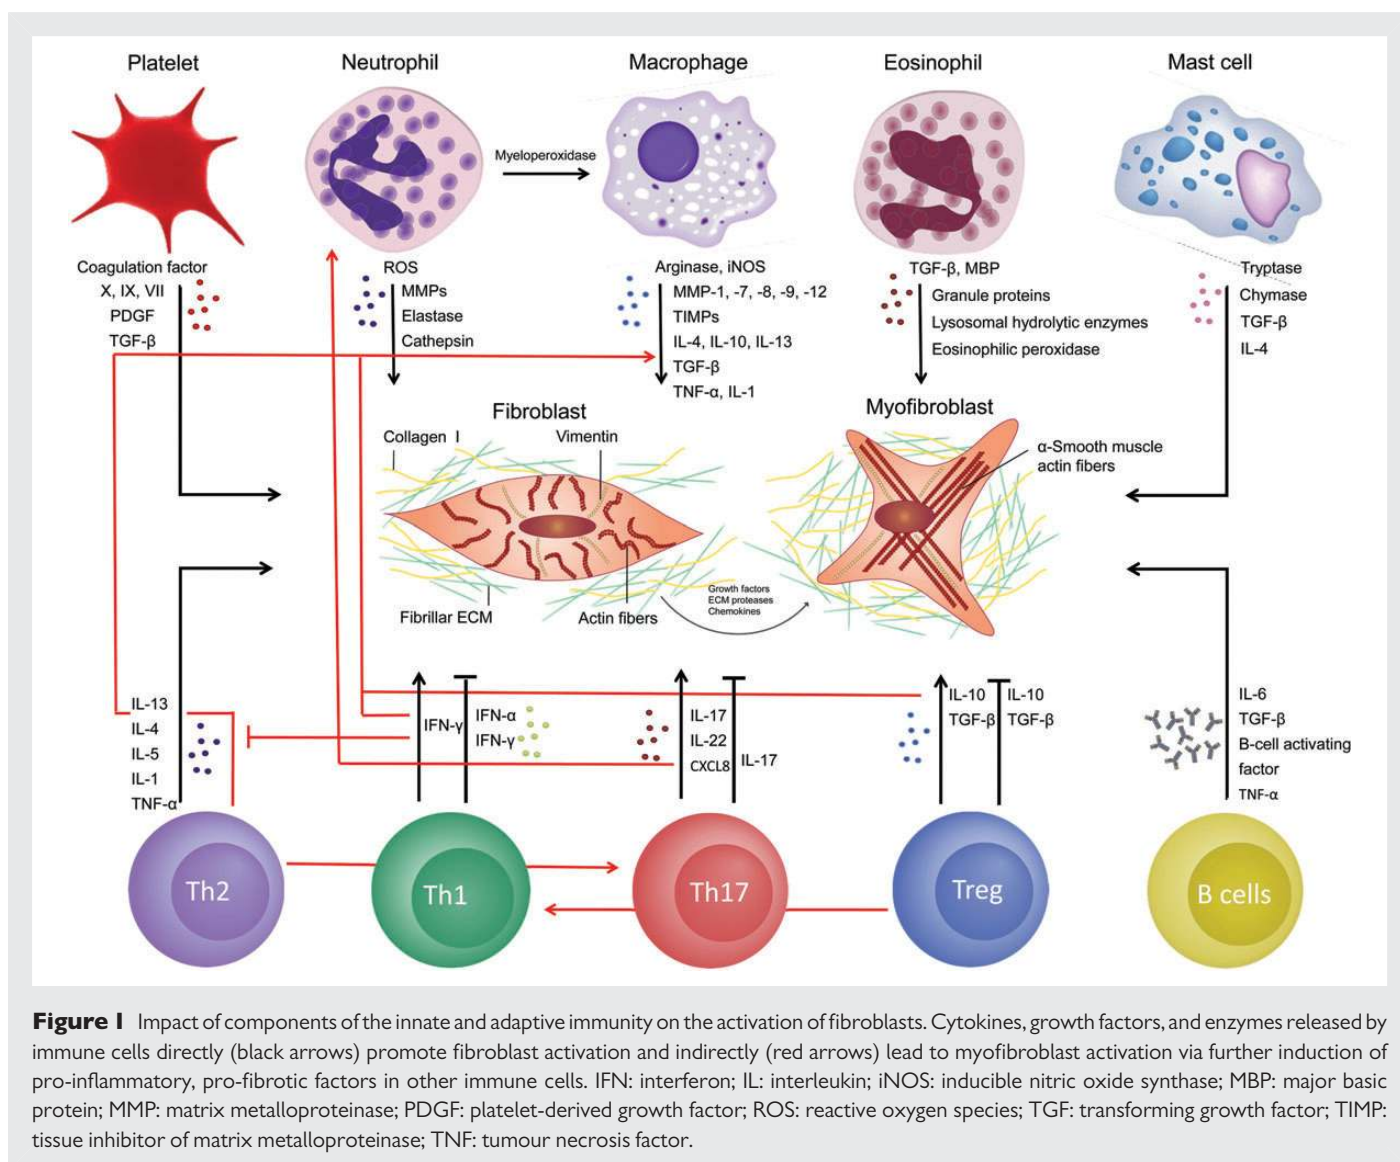 Platelet
Neutrophil
Macrophage
Eosinophil
Mast cell
Myeloperoxidase
Coagulation factor
X, IX, VII
PDGF
TGF-β
ROS
MMPs
Elastase
Cathepsin
Arginase, iNOS
MMP-1, -7, -8, -9, -12
TIMPs
IL-4, IL-10, IL-13
TGF-β
TNF-α, IL-1
TGF-β, MBP
Granule proteins
Lysosomal hydrolytic enzymes
Eosinophilic peroxidase
Tryptase
Chymase
TGF-β
IL-4
Fibroblast
Collagen I
Vimentin
Fibrillar ECM
Actin fibers
Growth factors
ECM proteases
Chemokines
Myofibroblast
α-Smooth muscle
actin fibers
IL-13
IL-4
IL-5
IL-1
TNF-α
IFN-γ
IFN-α
IFN-γ
IL-17
IL-22
CXCL8
IL-17
IL-10
TGF-β
IL-10
TGF-β
IL-6
TGF-β
B-cell activating
factor
TNF-α
Th2
Th1
Th17
Treg
B cells
Figure 1 Impact of components of the innate and adaptive immunity on the activation of fibroblasts. Cytokines, growth factors, and enzymes released by
immune cells directly (black arrows) promote fibroblast activation and indirectly (red arrows) lead to myofibroblast activation via further induction of
pro-inflammatory, pro-fibrotic factors in other immune cells. IFN: interferon; IL: interleukin; iNOS: inducible nitric oxide synthase; MBP: major basic
protein; MMP: matrix metalloproteinase; PDGF: platelet-derived growth factor; ROS: reactive oxygen species; TGF: transforming growth factor; TIMP:
tissue inhibitor of matrix metalloproteinase; TNF: tumour necrosis factor.